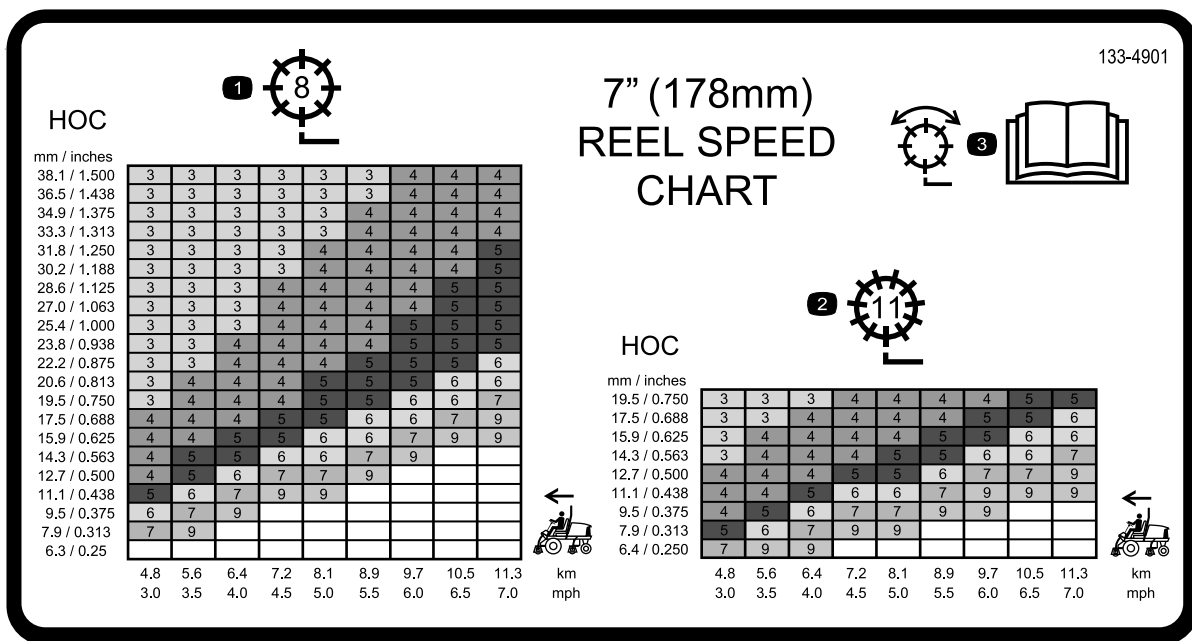 133-4901
7” (178mm)
REEL SPEED
CHART
1
8
3
HOC
mm / inches
38.1 / 1.500 3 3 3 3 3 3 4 4 4
36.5 / 1.438 3 3 3 3 3 3 4 4 4
34.9 / 1.375 3 3 3 3 3 4 4 4 4
33.3 / 1.313 3 3 3 3 3 4 4 4 4
31.8 / 1.250 3 3 3 3 4 4 4 4 5
30.2 / 1.188 3 3 3 3 4 4 4 4 5
28.6 / 1.125 3 3 3 4 4 4 4 5 5
27.0 / 1.063 3 3 3 4 4 4 4 5 5
25.4 / 1.000 3 3 3 4 4 4 5 5 5
23.8 / 0.938 3 3 4 4 4 4 5 5 5
22.2 / 0.875 3 3 4 4 4 5 5 5 6
20.6 / 0.813 3 4 4 4 5 5 5 6 6
19.5 / 0.750 3 4 4 4 5 5 6 6 7
17.5 / 0.688 4 4 4 5 5 6 6 7 9
15.9 / 0.625 4 4 5 5 6 6 7 9 9
14.3 / 0.563 4 5 5 6 6 7 9
12.7 / 0.500 4 5 6 7 7 9
11.1 / 0.438 5 6 7 9 9
9.5 / 0.375 6 7 9
7.9 / 0.313 7 9
6.3 / 0.25
4.8 5.6 6.4 7.2 8.1 8.9 9.7 10.5 11.3 km
3.0 3.5 4.0 4.5 5.0 5.5 6.0 6.5 7.0 mph
2
11
HOC
mm / inches
19.5 / 0.750 3 3 3 4 4 4 4 5 5
17.5 / 0.688 3 3 4 4 4 4 5 5 6
15.9 / 0.625 3 4 4 4 4 5 5 6 6
14.3 / 0.563 3 4 4 4 5 5 6 6 7
12.7 / 0.500 4 4 4 5 5 6 7 7 9
11.1 / 0.438 4 4 5 6 6 7 9 9 9
9.5 / 0.375 4 5 6 7 7 9 9
7.9 / 0.313 5 6 7 9 9
6.4 / 0.250 7 9 9
4.8 5.6 6.4 7.2 8.1 8.9 9.7 10.5 11.3 km
3.0 3.5 4.0 4.5 5.0 5.5 6.0 6.5 7.0 mph